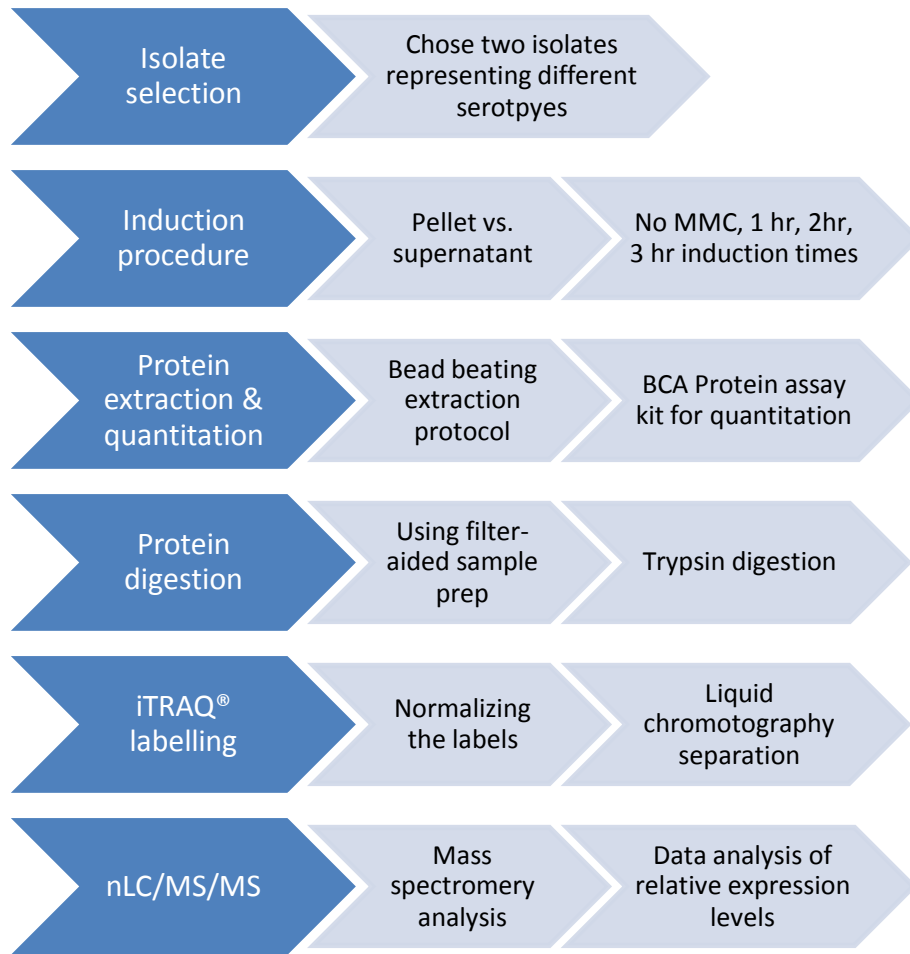 Isolate
selection
Chose two isolates
representing different
serotpyes
Induction
procedure
Pellet vs.
supernatant
No MMC, 1 hr, 2hr,
3 hr induction times
Protein
extraction &
quantitation
Bead beating
extraction
protocol
BCA Protein assay
kit for quantitation
Protein
digestion
Using filter-
aided sample
prep
Trypsin digestion
iTRAQ®
labelling
Normalizing
the labels
Liquid
chromotography
separation
nLC/MS/MS
Mass
spectromery
analysis
Data analysis of
relative expression
levels